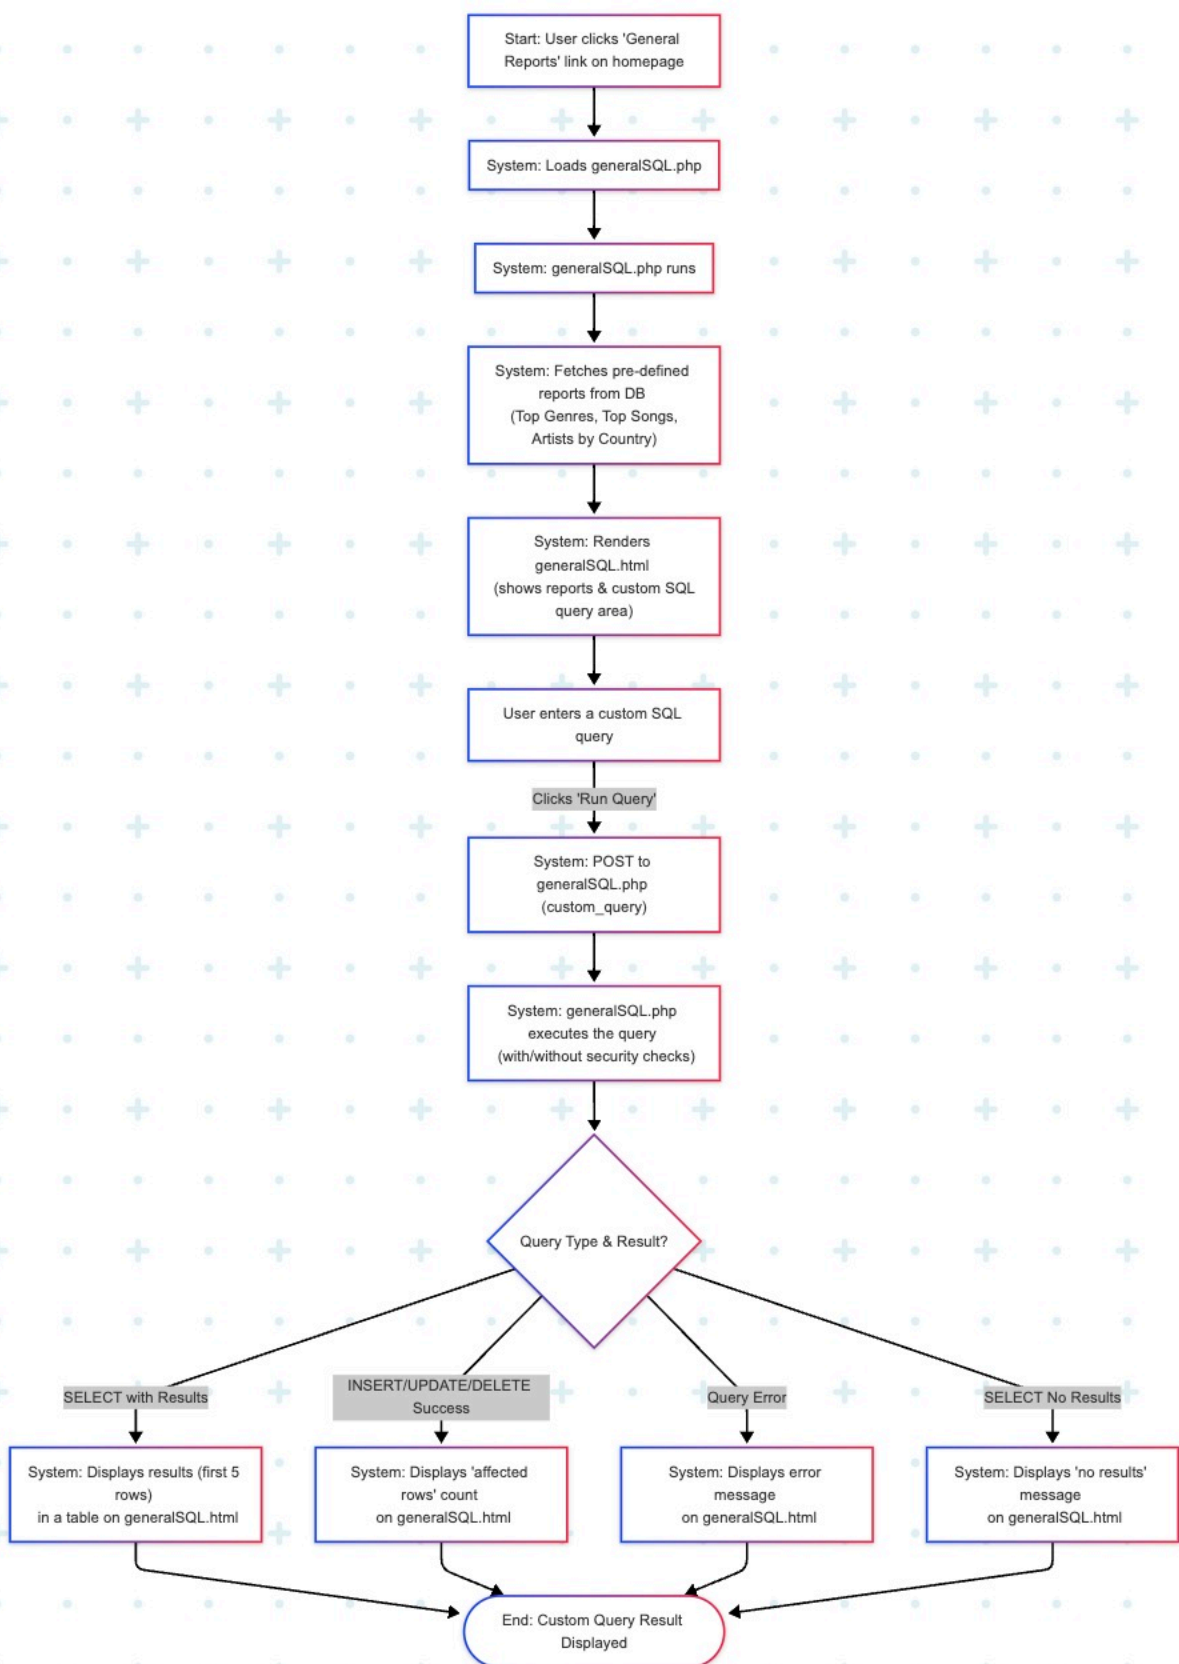 Start: User clicks 'General
Reports' link on homepage
System: Loads generalSQL.php
System: generalSQL.php runs
System: Fetches pre-defined
reports from DB
(Top Genres, Top Songs,
Artists by Country)
System: Renders
generalSQL.html
(shows reports & custom SQL
query area)
User enters a custom SQL
query
Clicks 'Run Query'
System: POST to
generalSQL.php
(custom_query)
System: generalSQL.php
executes the query
(with/without security checks)
Query Type & Result?
SELECT with Results
INSERT/UPDATE/DELETE
Success
Query Error
SELECT No Results
System: Displays results (first 5
rows)
in a table on generalSQL.html
System: Displays 'affected
rows' count
on generalSQL.html
System: Displays error
message
on generalSQL.html
System: Displays 'no results'
message
on generalSQL.html
End: Custom Query Result
Displayed